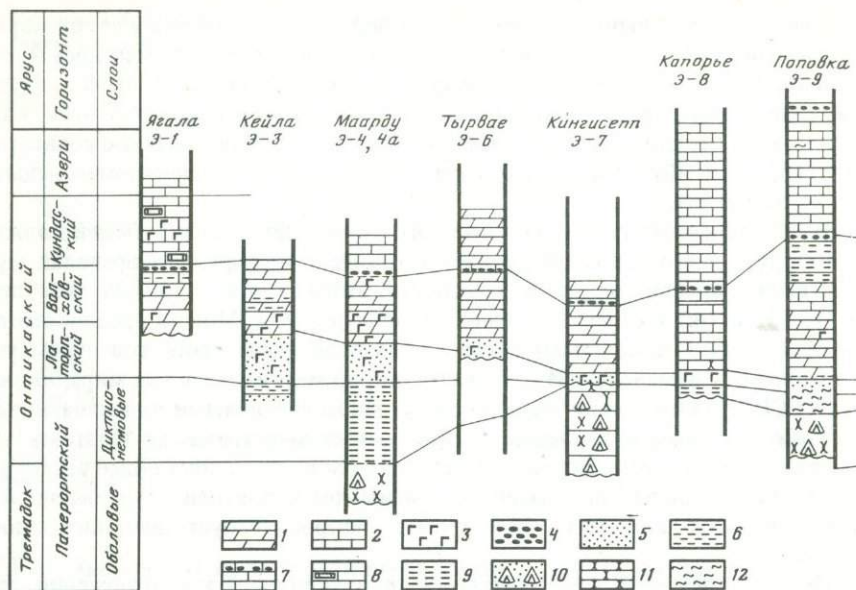 Ярус
Горизонт
Слои
Азери
Кундас-
кий
Вол-
хов-
ский
Ла-
торп-
ский
Онтикский
Пакерортский
Тремадок
Диктио-
немовые
Оболовые
Ягала
Э-1
Кейла
Э-3
Маарду
Э-4, 4а
Тырвае
Э-6
Кингисепп
Э-7
Капорье
Э-8
Поповка
Э-9
1
2
3
4
5
6
7
8
9
10
11
12